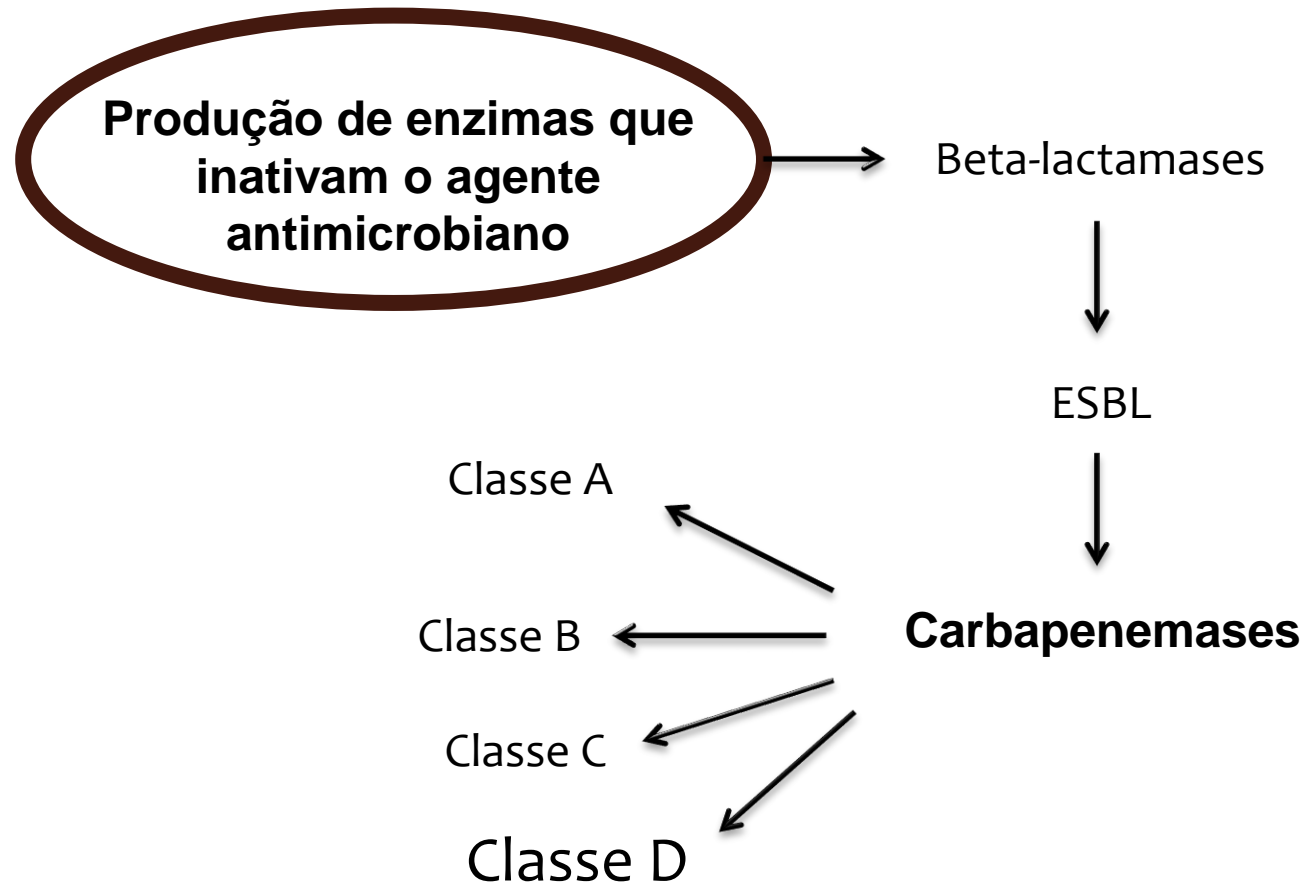 Produção de enzimas que
inativam o agente
antimicrobiano
Beta-lactamases
ESBL
Carbapenemases
Classe A
Classe B
Classe C
Classe D